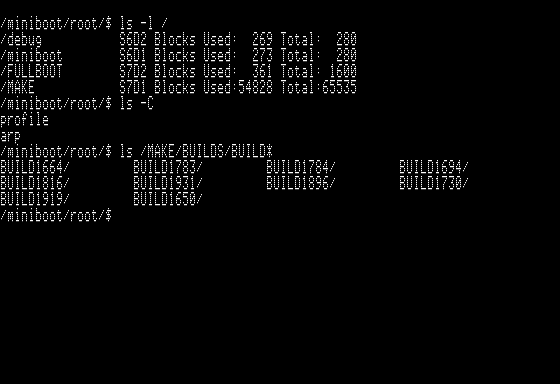 /miniboot/root/$ ls -l /
/debug S6D2 Blocks Used: 269 Total: 280
/miniboot S6D1 Blocks Used: 273 Total: 280
/FULLBOOT S7D2 Blocks Used: 361 Total: 1600
/MAKE S7D1 Blocks Used:54828 Total:65535
/miniboot/root/$ ls -C
profile
arp
/miniboot/root/$ ls /MAKE/BUILDS/BUILD*
BUILD1664/ BUILD1783/ BUILD1784/ BUILD1694/
BUILD1816/ BUILD1931/ BUILD1896/ BUILD1730/
BUILD1919/ BUILD1650/
/miniboot/root/$